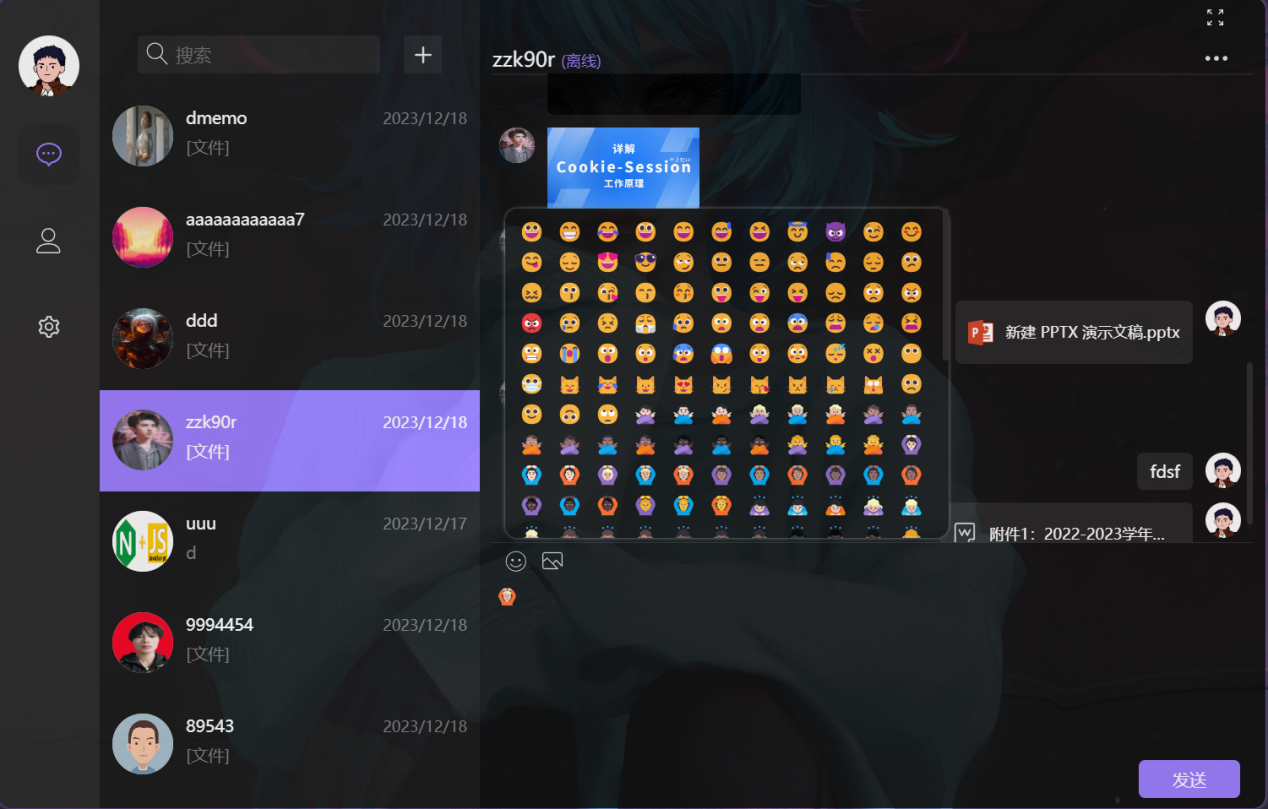 搜索
dmemo 2023/12/18
[文件]
aaaaaaaaaaaa7 2023/12/18
[文件]
ddd 2023/12/18
[文件]
zzk90r 2023/12/18
[文件]
uuu 2023/12/17
d
9994454 2023/12/18
[文件]
89543 2023/12/18
[文件]
zzk90r (离线)
详解
Cookie-Session
工作原理
新建 PPTX 演示文稿.pptx
fdsf
附件1：2022-2023学年...
发送